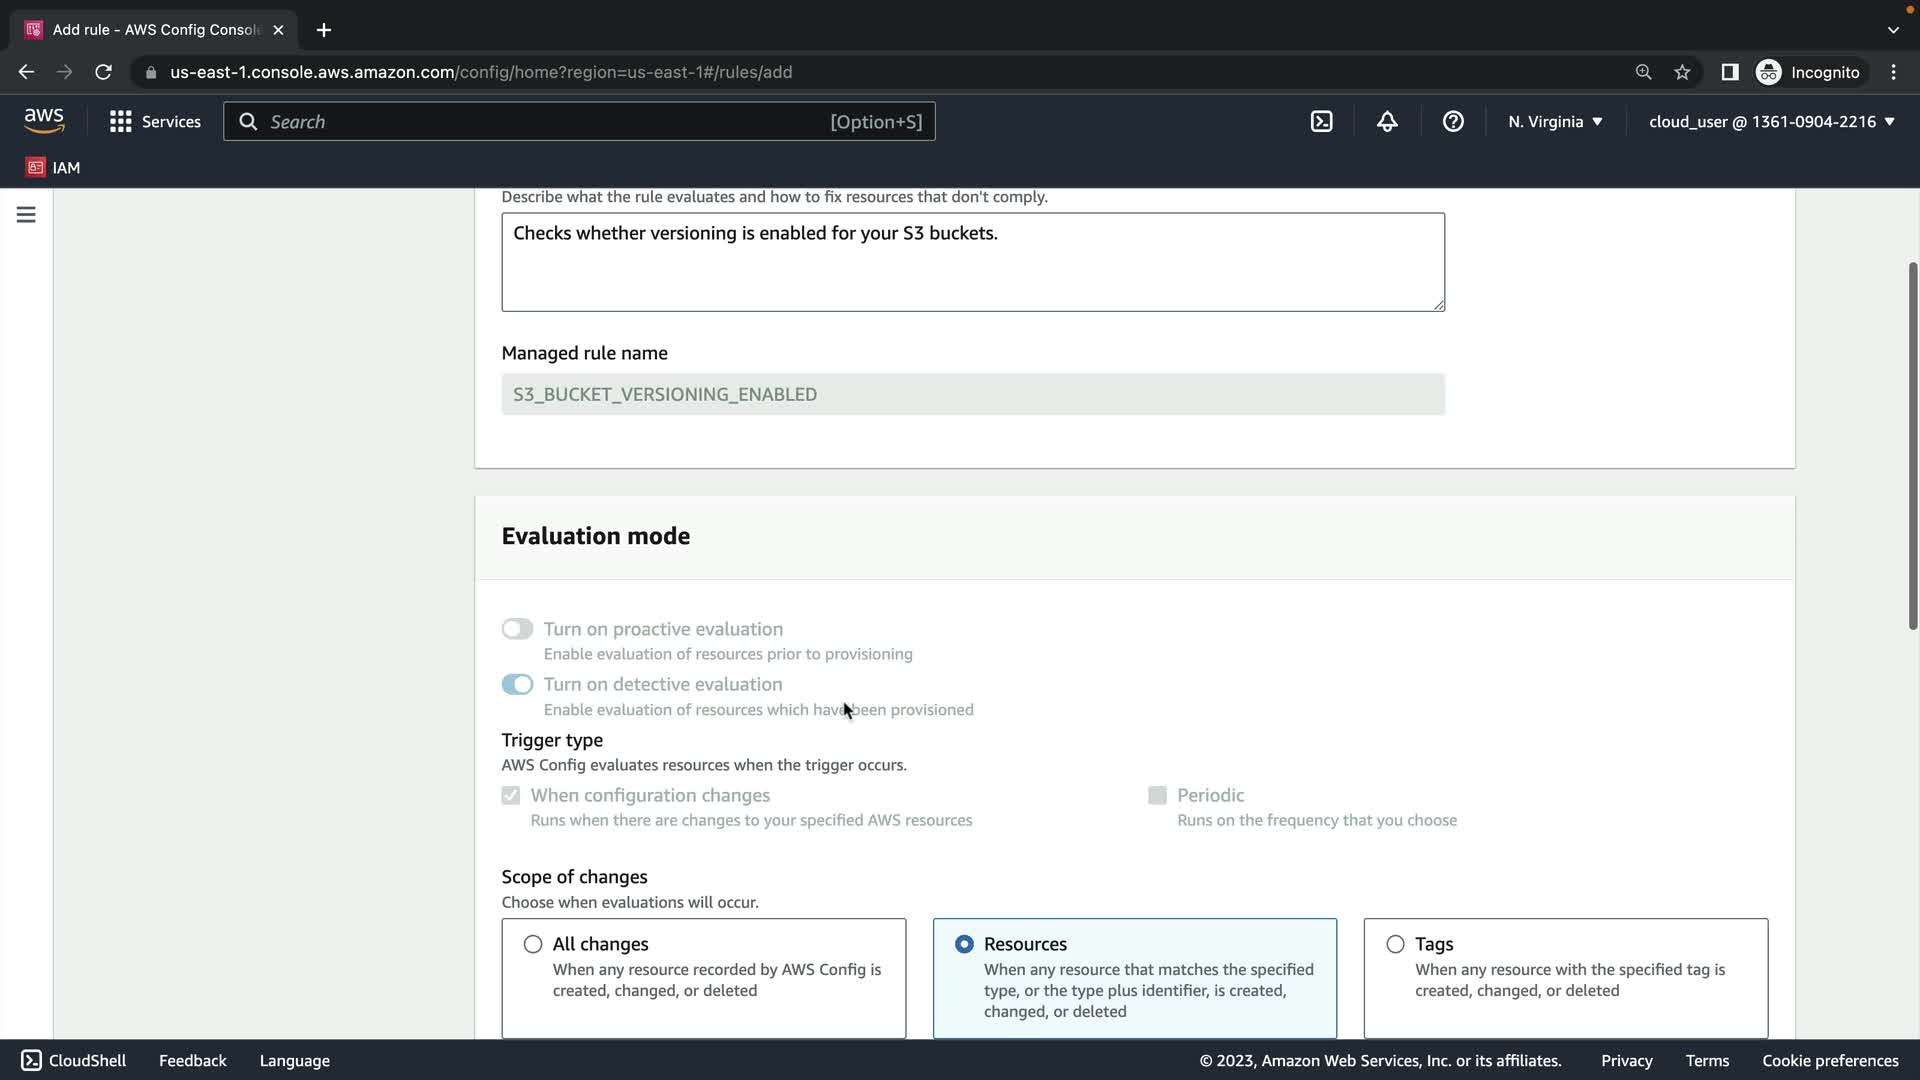 Add rule - AWS Config Consol
us-east-1.console.aws.amazon.com/config/home?region=us-east-1#/rules/add
Incognito
aws
Services
Search
[Option+S]
N. Virginia
cloud_user @ 1361-0904-2216
IAM
Describe what the rule evaluates and how to fix resources that don't comply.
Checks whether versioning is enabled for your S3 buckets.
Managed rule name
S3_BUCKET_VERSIONING_ENABLED
Evaluation mode
Turn on proactive evaluation
Enable evaluation of resources prior to provisioning
Turn on detective evaluation
Enable evaluation of resources which have been provisioned
Trigger type
AWS Config evaluates resources when the trigger occurs.
When configuration changes
Runs when there are changes to your specified AWS resources
Periodic
Runs on the frequency that you choose
Scope of changes
Choose when evaluations will occur.
All changes
When any resource recorded by AWS Config is
created, changed, or deleted
Resources
When any resource that matches the specified
type, or the type plus identifier, is created,
changed, or deleted
Tags
When any resource with the specified tag is
created, changed, or deleted
CloudShell
Feedback
Language
© 2023, Amazon Web Services, Inc. or its affiliates.
Privacy
Terms
Cookie preferences